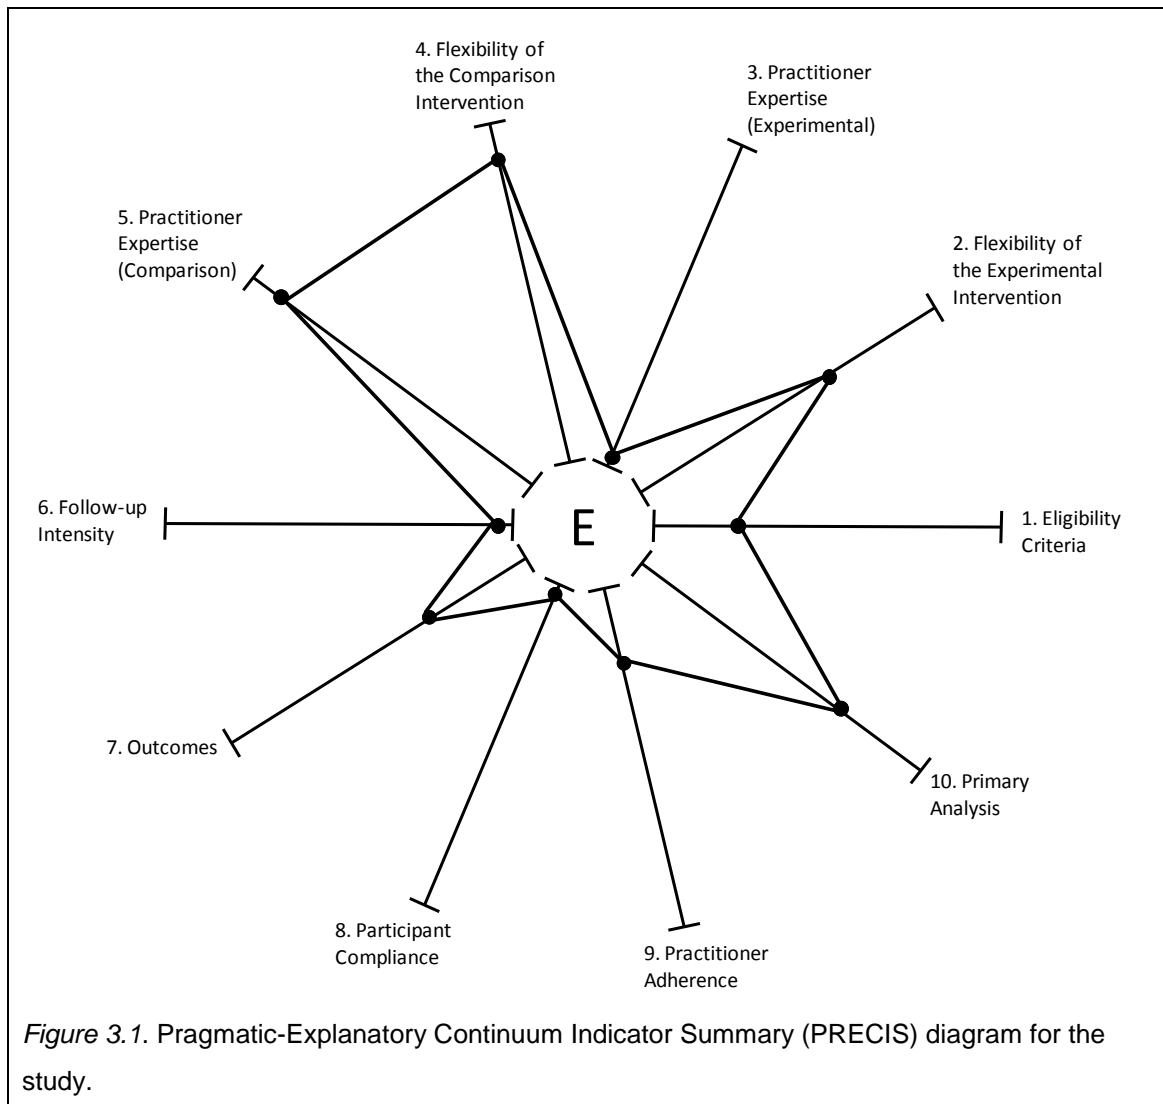 4. Flexibility of
the Comparison
Intervention
3. Practitioner
Expertise
(Experimental)
5. Practitioner
Expertise
(Comparison)
2. Flexibility of
the Experimental
Intervention
6. Follow-up
Intensity
E
1. Eligibility
Criteria
7. Outcomes
10. Primary
Analysis
8. Participant
Compliance
9. Practitioner
Adherence
Figure 3.1. Pragmatic-Explanatory Continuum Indicator Summary (PRECIS) diagram for the
study.